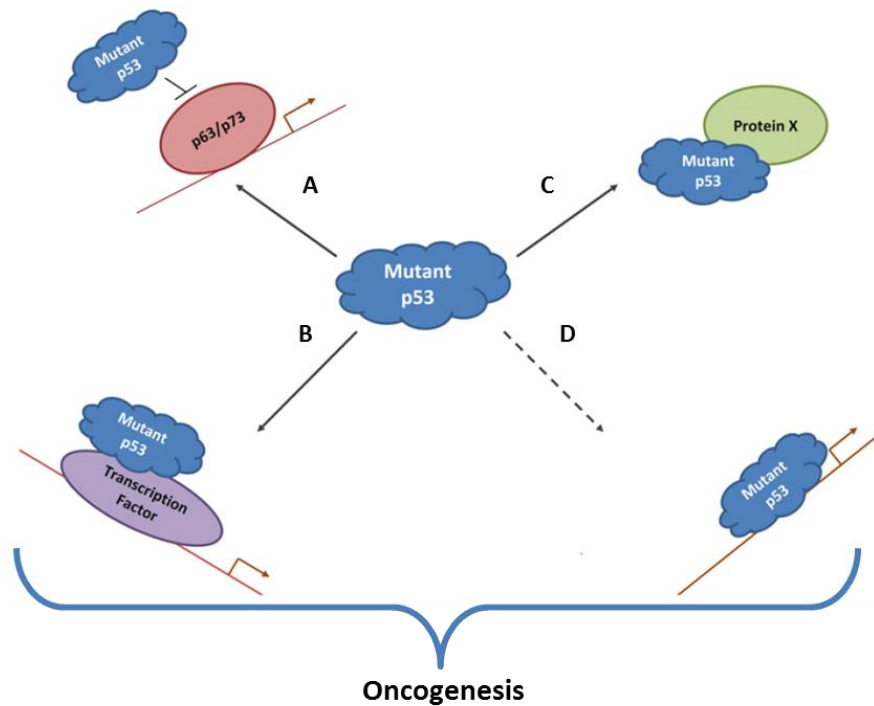 Mutant
p53
p63/p73
Protein X
Mutant
p53
A
C
Mutant
p53
B
D
Mutant
p53
Transcription
Factor
Mutant
p53
Oncogenesis